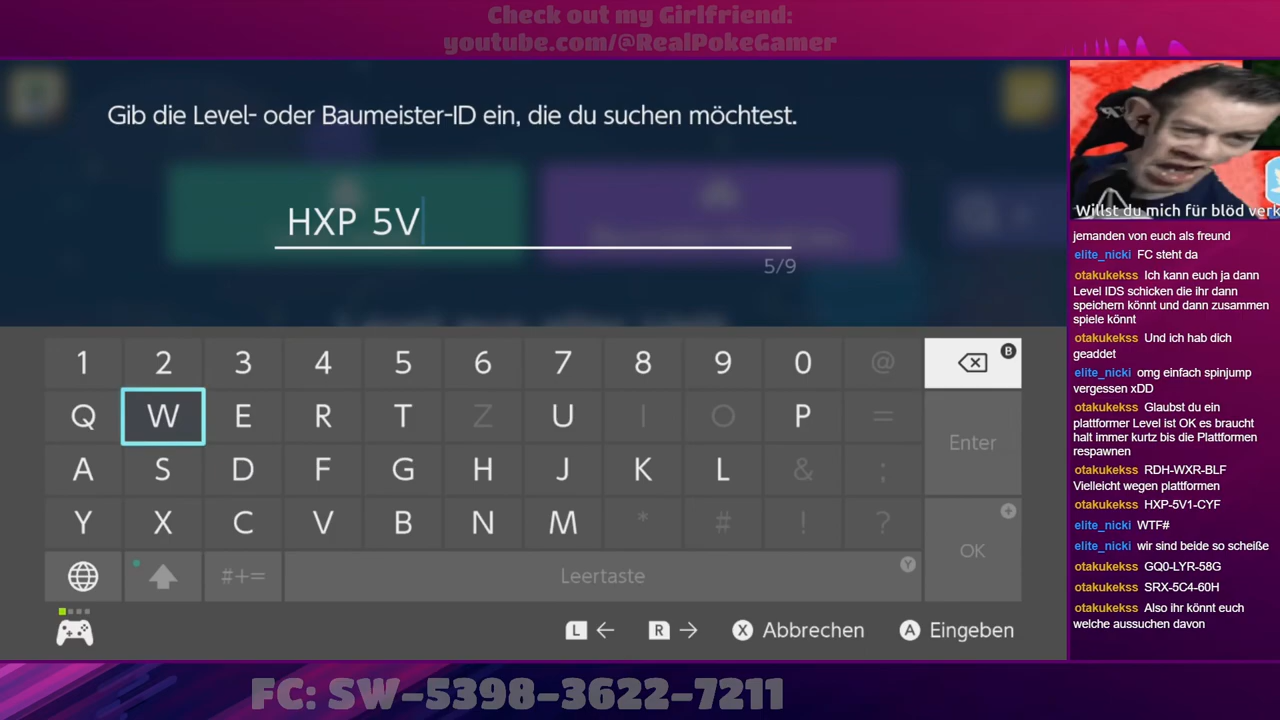 Check out my Girlfriend:
youtube.com/@RealPokeGamer
Gib die Level- oder Baumeister-ID ein, die du suchen möchtest.
HXP 5V
5/9
1 2 3 4 5 6 7 8 9 0 @ B
Q W E R T Z U I O P =
Enter
A S D F G H J K L & ;
Y X C V B N M * # ! ?
OK
#+= Leertaste Y
L ← R → X Abbrechen A Eingeben
FC: SW-5398-3622-7211
Willst du mich für blöd verk
jemanden von euch als freund
elite_nicki FC steht da
otakukekss Ich kann euch ja dann
Level IDS schicken die ihr dann
speichern könnt und dann zusammen
spiele könnt
otakukekss Und ich hab dich
geaddet
elite_nicki omg einfach spinjump
vergessen xDD
otakukekss Glaubst du ein
plattformer Level ist OK es braucht
halt immer kurtz bis die Plattformen
respawnen
otakukekss RDH-WXR-BLF
Vielleicht wegen plattformen
otakukekss HXP-5V1-CYF
elite_nicki WTF#
elite_nicki wir sind beide so scheiße
otakukekss GQ0-LYR-58G
otakukekss SRX-5C4-60H
otakukekss Also ihr könnt euch
welche aussuchen davon